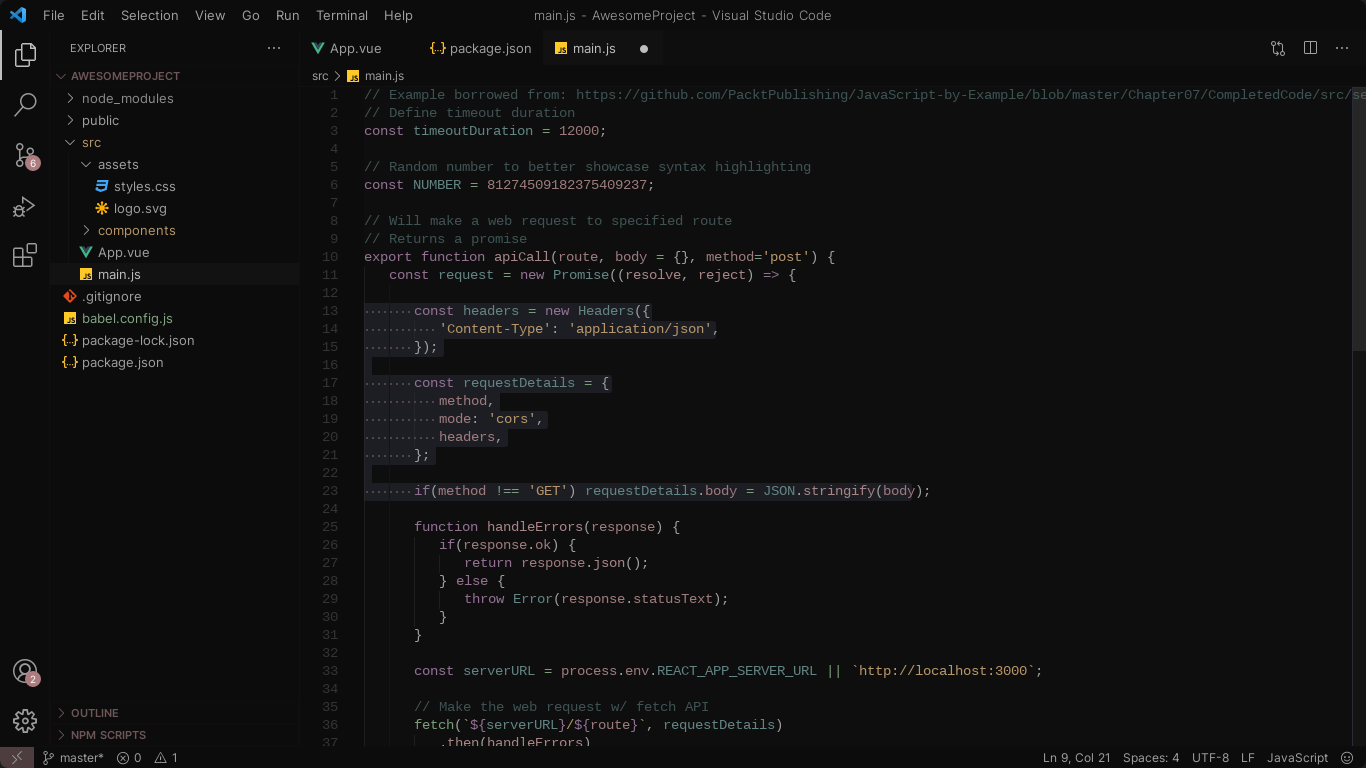 File Edit Selection View Go Run Terminal Help
main.js - AwesomeProject - Visual Studio Code
EXPLORER
AWESOMEPROJECT
node_modules
public
src
assets
styles.css
logo.svg
components
App.vue
main.js
.gitignore
babel.config.js
package-lock.json
package.json
OUTLINE
NPM SCRIPTS
6
2
App.vue package.json main.js
src main.js
1 // Example borrowed from: https://github.com/PacktPublishing/JavaScript-by-Example/blob/master/Chapter07/CompletedCode/src/se
2 // Define timeout duration
3 const timeoutDuration = 12000;
4
5 // Random number to better showcase syntax highlighting
6 const NUMBER = 81274509182375409237;
7
8 // Will make a web request to specified route
9 // Returns a promise
10 export function apiCall(route, body = {}, method='post') {
11 const request = new Promise((resolve, reject) => {
12
13 const headers = new Headers({
14 'Content-Type': 'application/json',
15 });
16
17 const requestDetails = {
18 method,
19 mode: 'cors',
20 headers,
21 };
22
23 if(method !== 'GET') requestDetails.body = JSON.stringify(body);
24
25 function handleErrors(response) {
26 if(response.ok) {
27 return response.json();
28 } else {
29 throw Error(response.statusText);
30 }
31 }
32
33 const serverURL = process.env.REACT_APP_SERVER_URL || `http://localhost:3000`;
34
35 // Make the web request w/ fetch API
36 fetch(`${serverURL}/${route}`, requestDetails)
37 .then(handleErrors)
master* 0 1
Ln 9, Col 21 Spaces: 4 UTF-8 LF JavaScript